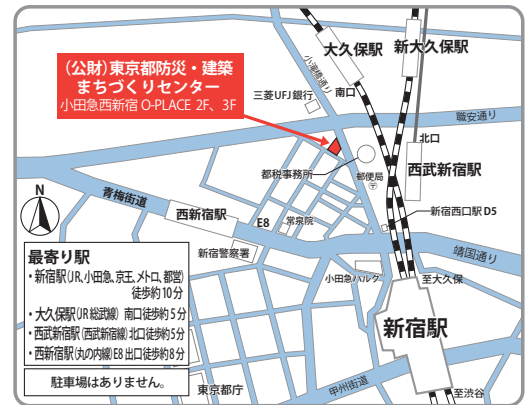 大久保駅
新大久保駅
(公財)東京都防災・建築
まちづくりセンター
小田急西新宿 O-PLACE 2F、3F
小滝橋通り
南口
三菱UFJ銀行
職安通り
北口
西武新宿駅
都税事務所
郵便局
〒
N
青梅街道
西新宿駅
E8
常泉院
新宿西口駅 D5
新宿警察署
靖国通り
小田急ハルク
至大久保
最寄り駅
・新宿駅(JR、小田急、京王、メトロ、都営)
徒歩約10分
・大久保駅(JR 総武線) 南口徒歩約5分
・西武新宿駅(西武新宿線)北口徒歩約5分
・西新宿駅(丸の内線)E8 出口徒歩約8分
駐車場はありません。
新宿駅
東京都庁
甲州街道
至渋谷